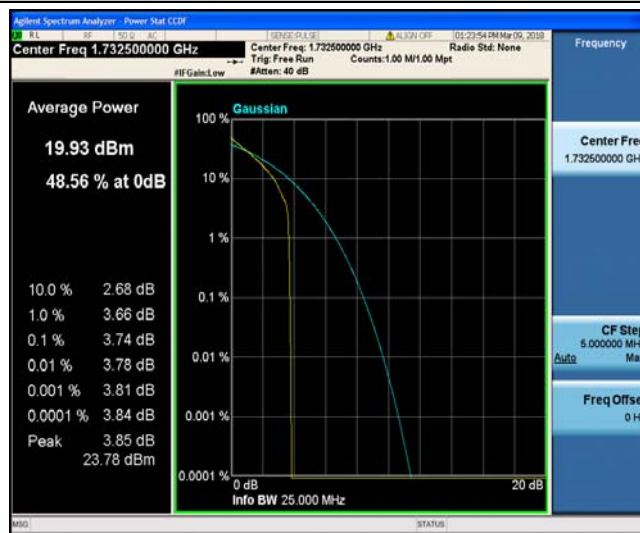 Agilent Spectrum Analyzer - Power Stat CCDF
RL RF 50 Ω AC SENSE:PULSE ALIGN OFF 01:23:54 PM Mar 09, 2018
Center Freq 1.732500000 GHz
Center Freq: 1.732500000 GHz Radio Std: None
Trig: Free Run Counts:1.00 M/1.00 Mpt
#IFGain:Low #Atten: 40 dB
Frequency
Average Power
19.93 dBm
48.56 % at 0dB
10.0 % 2.68 dB
1.0 % 3.66 dB
0.1 % 3.74 dB
0.01 % 3.78 dB
0.001 % 3.81 dB
0.0001 % 3.84 dB
Peak 3.85 dB
23.78 dBm
Gaussian
100 %
10 %
1 %
0.1 %
0.01 %
0.001 %
0.0001 %
0 dB 20 dB
Info BW 25.000 MHz
Center Fre
1.732500000 GH
CF Step
5.000000 MH
Auto Ma
Freq Offse
0 H
MSG STATUS